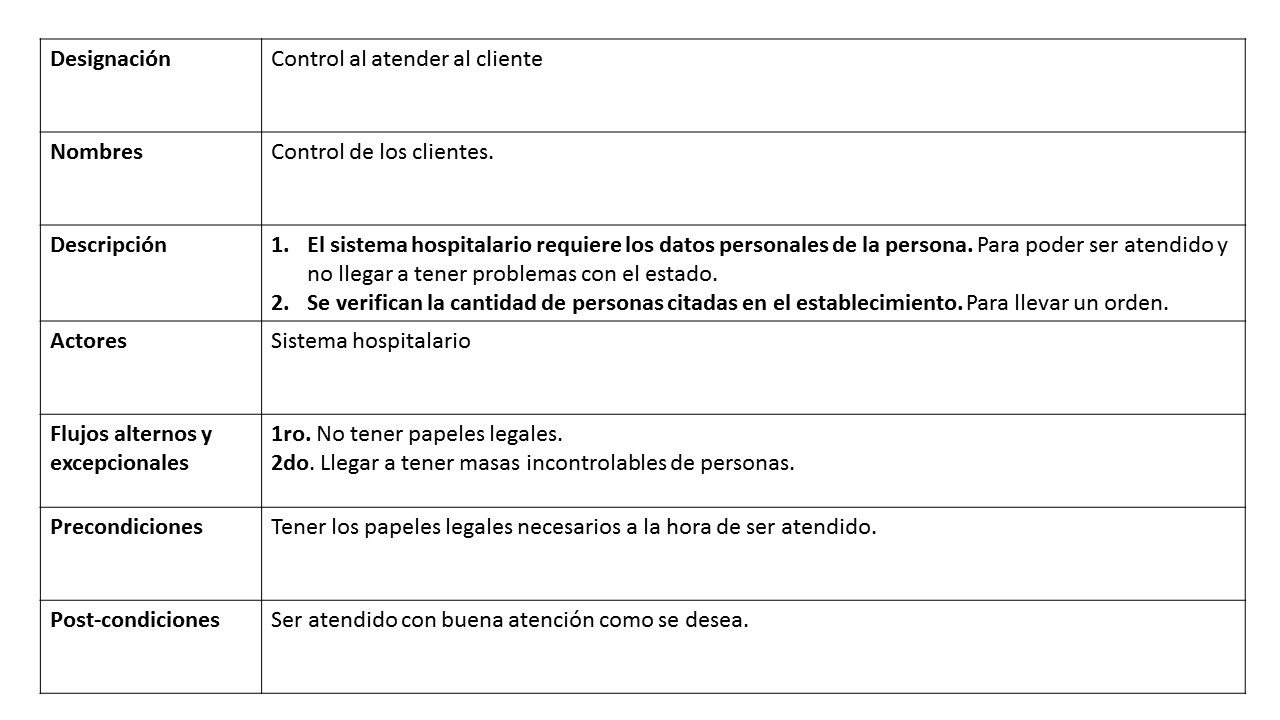 Designación
Control al atender al cliente
Nombres
Control de los clientes.
Descripción
1. El sistema hospitalario requiere los datos personales de la persona. Para poder ser atendido y
no llegar a tener problemas con el estado.
2. Se verifican la cantidad de personas citadas en el establecimiento. Para llevar un orden.
Actores
Sistema hospitalario
Flujos alternos y
excepcionales
1ro. No tener papeles legales.
2do. Llegar a tener masas incontrolables de personas.
Precondiciones
Tener los papeles legales necesarios a la hora de ser atendido.
Post-condiciones
Ser atendido con buena atención como se desea.